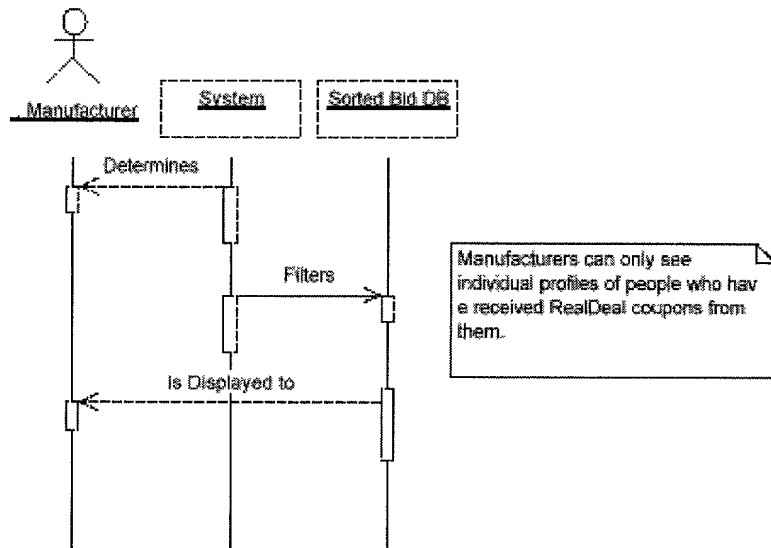 Manufacturer
System
Sorted Bid DB
Determines
Filters
Manufacturers can only see
individual profiles of people who hav
e received RealDeal coupons from
them.
is Displayed to